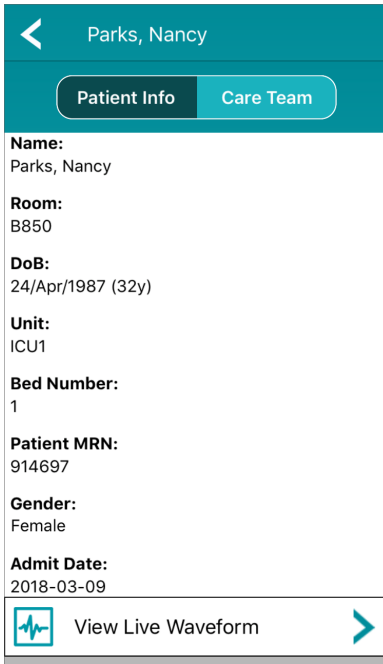 Parks, Nancy
Patient Info Care Team
Name:
Parks, Nancy
Room:
B850
DoB:
24/Apr/1987 (32y)
Unit:
ICU1
Bed Number:
1
Patient MRN:
914697
Gender:
Female
Admit Date:
2018-03-09
View Live Waveform